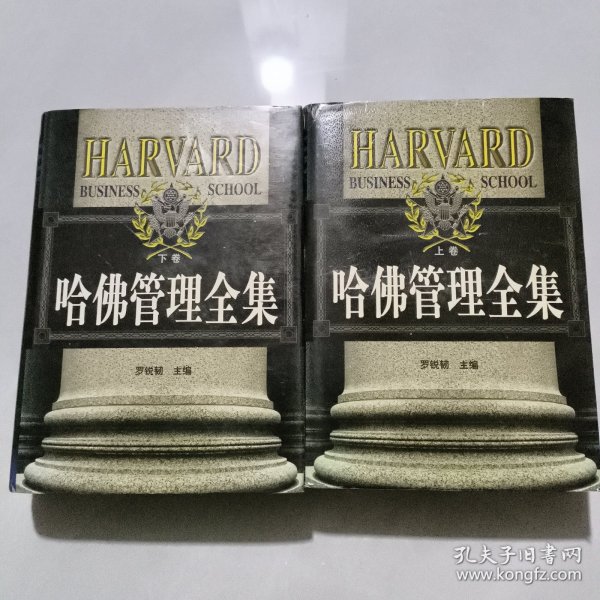 HARVARD
BUSINESS SCHOOL
下卷
哈佛管理全集
罗锐韧 主编
HARVARD
BUSINESS SCHOOL
上卷
哈佛管理全集
罗锐韧 主编
孔夫子旧书网
www.kongfz.com